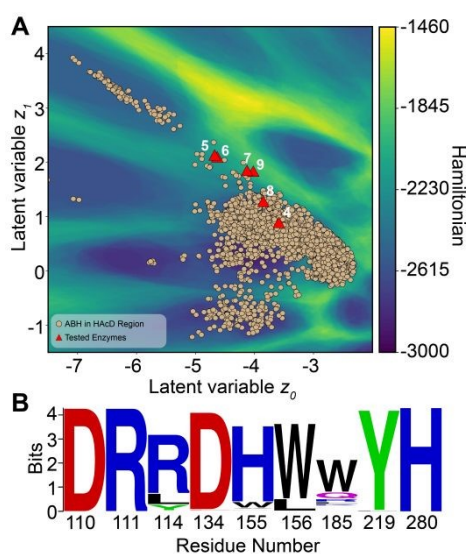 A
4
3
2
1
0
-1
Latent variable z1
-7
-6
-5
-4
-3
Latent variable z0
5
6
7
9
8
4
ABH in HAcD Region
Tested Enzymes
-1460
-1845
-2230
-2615
-3000
Hamiltonian
B
4
3
2
1
0
Bits
DRRDHWWYH
110 111 114 134 155 156 185 219 280
Residue Number